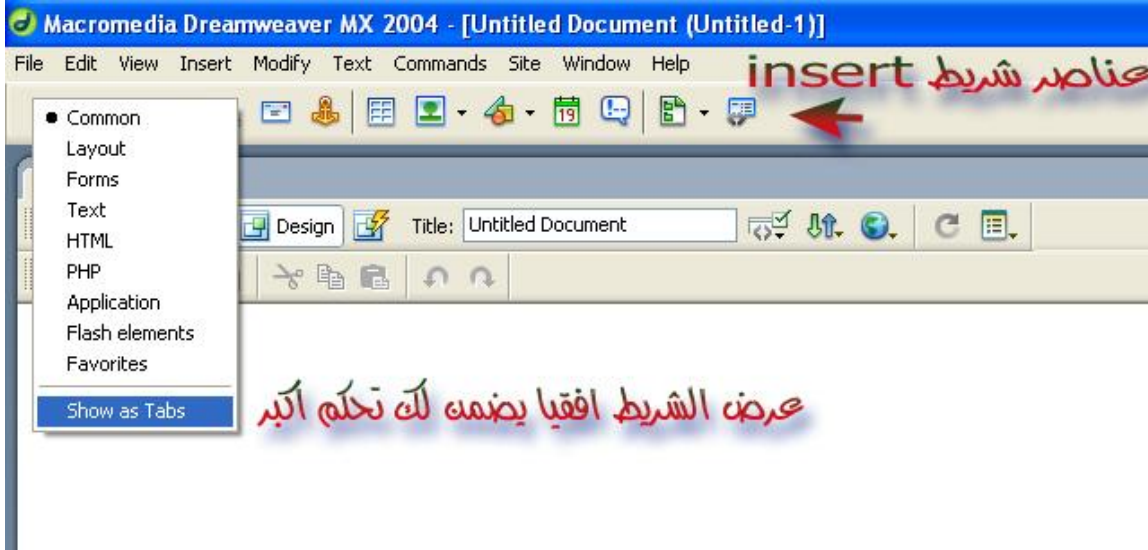 Macromedia Dreamweaver MX 2004 - [Untitled Document (Untitled-1)]
File Edit View Insert Modify Text Commands Site Window Help
عناصر شريط insert
Common
Layout
Forms
Text
HTML
PHP
Application
Flash elements
Favorites
Show as Tabs
19
Design Title: Untitled Document
عرض الشريط افقيا يضمن لك تحكم اكبر